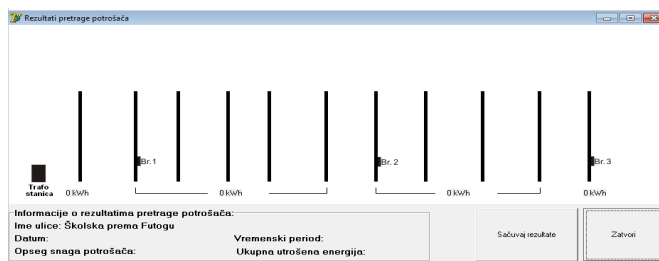 Rezultati pretrage potrošača
Br. 1
Br. 2
Br. 3
Trafo
stanica
0 kWh
0 kWh
0 kWh
0 kWh
Informacije o rezultatima pretrage potrošača:
Ime ulice: Školska prema Futogu
Datum:
Vremenski period:
Opseg snaga potrošača:
Ukupna utrošena energija:
Sačuvaj rezultate
Zatvori